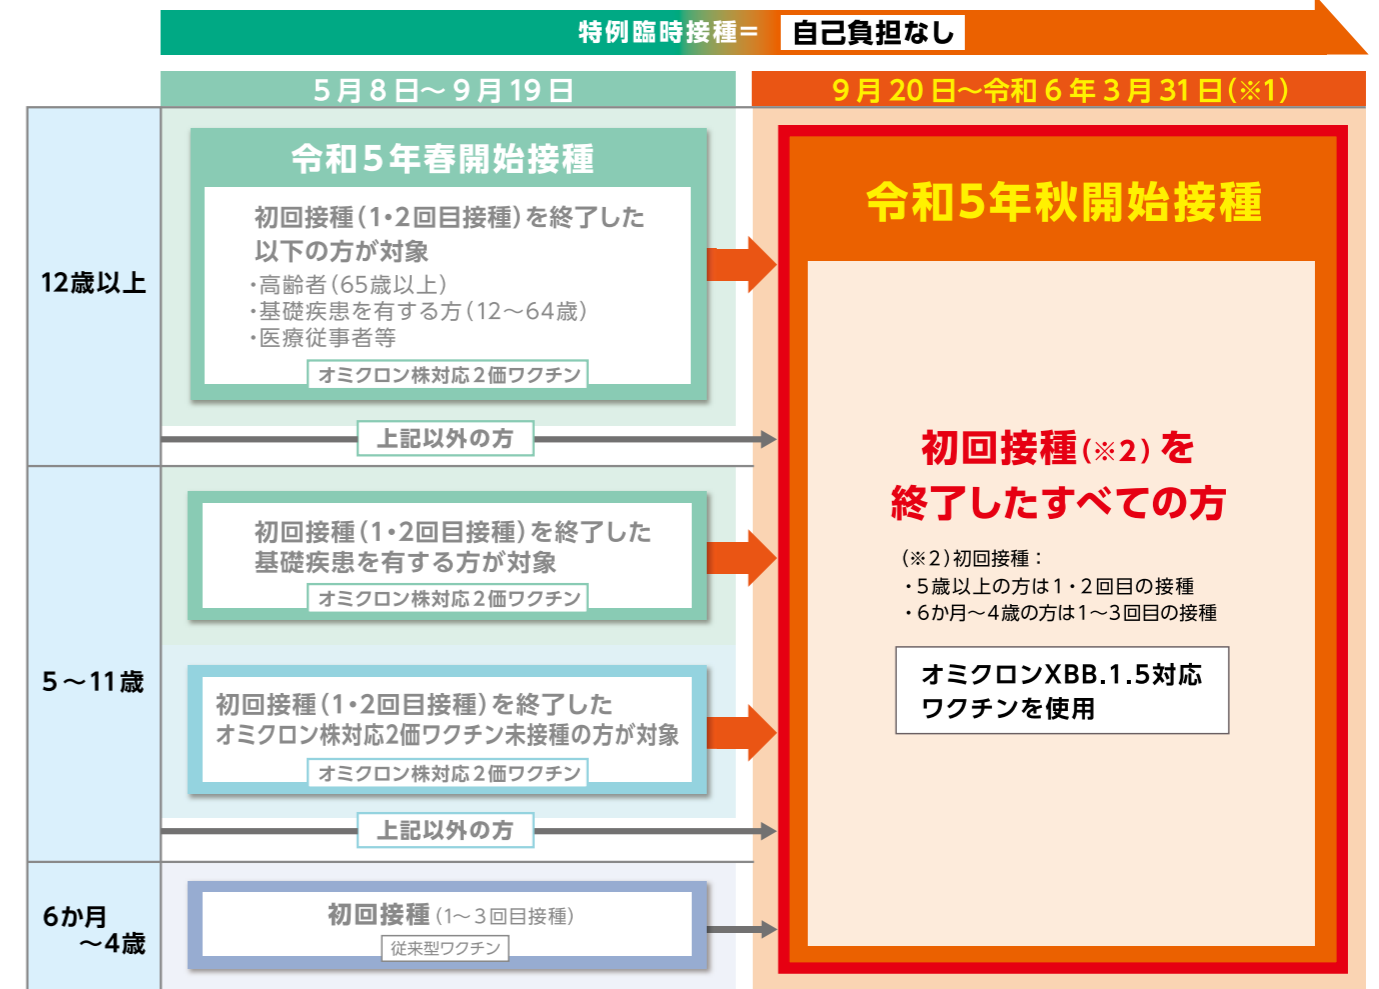 特例臨時接種＝ 自己負担なし
5月8日～9月19日
9月20日～令和6年3月31日(※1)
12歳以上
令和5年春開始接種
初回接種（1・2回目接種）を終了した
以下の方が対象
・高齢者（65歳以上）
・基礎疾患を有する方（12～64歳）
・医療従事者等
オミクロン株対応2価ワクチン
上記以外の方
5～11歳
初回接種（1・2回目接種）を終了した
基礎疾患を有する方が対象
オミクロン株対応2価ワクチン
初回接種（1・2回目接種）を終了した
オミクロン株対応2価ワクチン未接種の方が対象
オミクロン株対応2価ワクチン
上記以外の方
6か月
～4歳
初回接種（1～3回目接種）
従来型ワクチン
令和5年秋開始接種
初回接種(※2)を
終了したすべての方
(※2)初回接種：
・5歳以上の方は1・2回目の接種
・6か月～4歳の方は1～3回目の接種
オミクロンXBB.1.5対応
ワクチンを使用